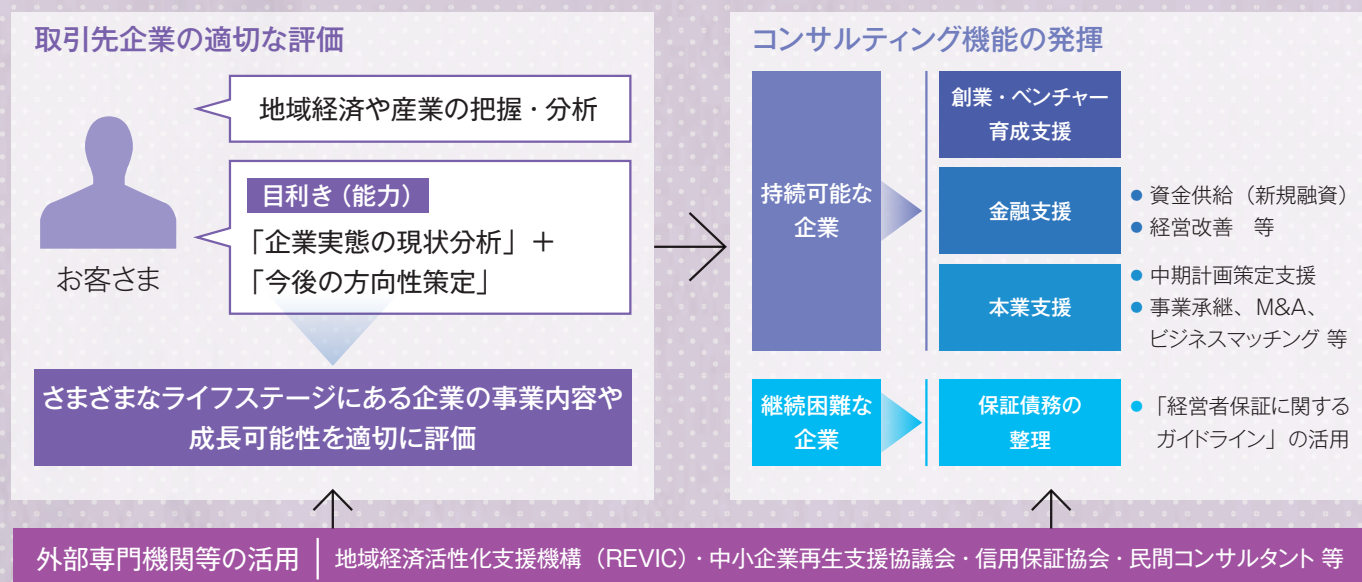 取引先企業の適切な評価
お客さま
地域経済や産業の把握・分析
目利き（能力）
「企業実態の現状分析」＋
「今後の方向性策定」
さまざまなライフステージにある企業の事業内容や
成長可能性を適切に評価
コンサルティング機能の発揮
持続可能な
企業
創業・ベンチャー
育成支援
金融支援
● 資金供給（新規融資）
● 経営改善　等
本業支援
● 中期計画策定支援
● 事業承継、M&A、
ビジネスマッチング 等
継続困難な
企業
保証債務の
整理
● 「経営者保証に関する
ガイドライン」の活用
外部専門機関等の活用｜地域経済活性化支援機構（REVIC）・中小企業再生支援協議会・信用保証協会・民間コンサルタント 等